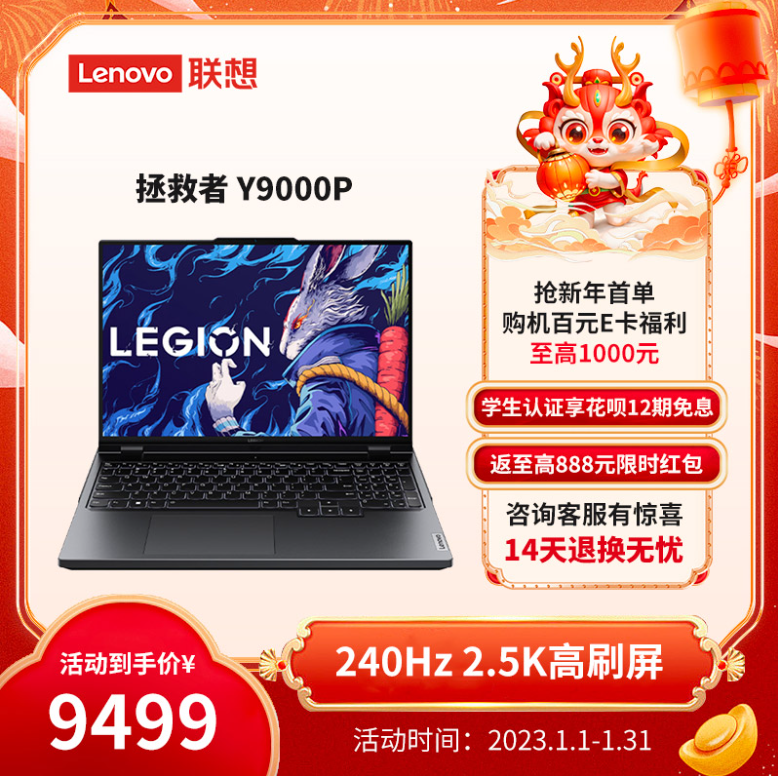 Lenovo 联想
拯救者 Y9000P
LEGION
Lenovo
抢新年首单
购机百元E卡福利
至高1000元
学生认证享花呗12期免息
返至高888元限时红包
咨询客服有惊喜
14天退换无忧
活动到手价¥
9499
240Hz 2.5K高刷屏
活动时间：2023.1.1-1.31